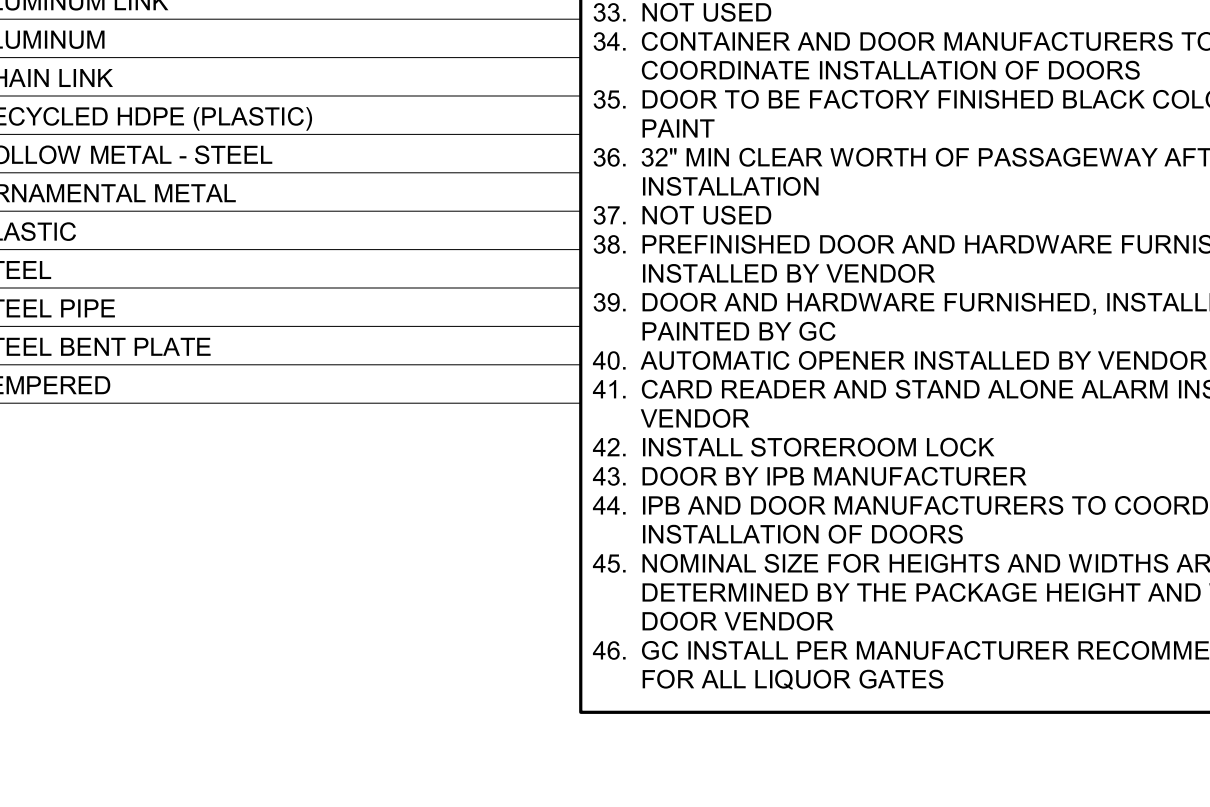 LUMINUM LINK
LUMINUM
HAIN LINK
ECYCLED HDPE (PLASTIC)
OLLOW METAL - STEEL
RNAMENTAL METAL
LASTIC
TEEL
TEEL PIPE
TEEL BENT PLATE
EMPERED
33. NOT USED
34. CONTAINER AND DOOR MANUFACTURERS TO
COORDINATE INSTALLATION OF DOORS
35. DOOR TO BE FACTORY FINISHED BLACK COLO
PAINT
36. 32" MIN CLEAR WORTH OF PASSAGEWAY AFT
INSTALLATION
37. NOT USED
38. PREFINISHED DOOR AND HARDWARE FURNIS
INSTALLED BY VENDOR
39. DOOR AND HARDWARE FURNISHED, INSTALL
PAINTED BY GC
40. AUTOMATIC OPENER INSTALLED BY VENDOR
41. CARD READER AND STAND ALONE ALARM INS
VENDOR
42. INSTALL STOREROOM LOCK
43. DOOR BY IPB MANUFACTURER
44. IPB AND DOOR MANUFACTURERS TO COORD
INSTALLATION OF DOORS
45. NOMINAL SIZE FOR HEIGHTS AND WIDTHS AR
DETERMINED BY THE PACKAGE HEIGHT AND
DOOR VENDOR
46. GC INSTALL PER MANUFACTURER RECOMME
FOR ALL LIQUOR GATES